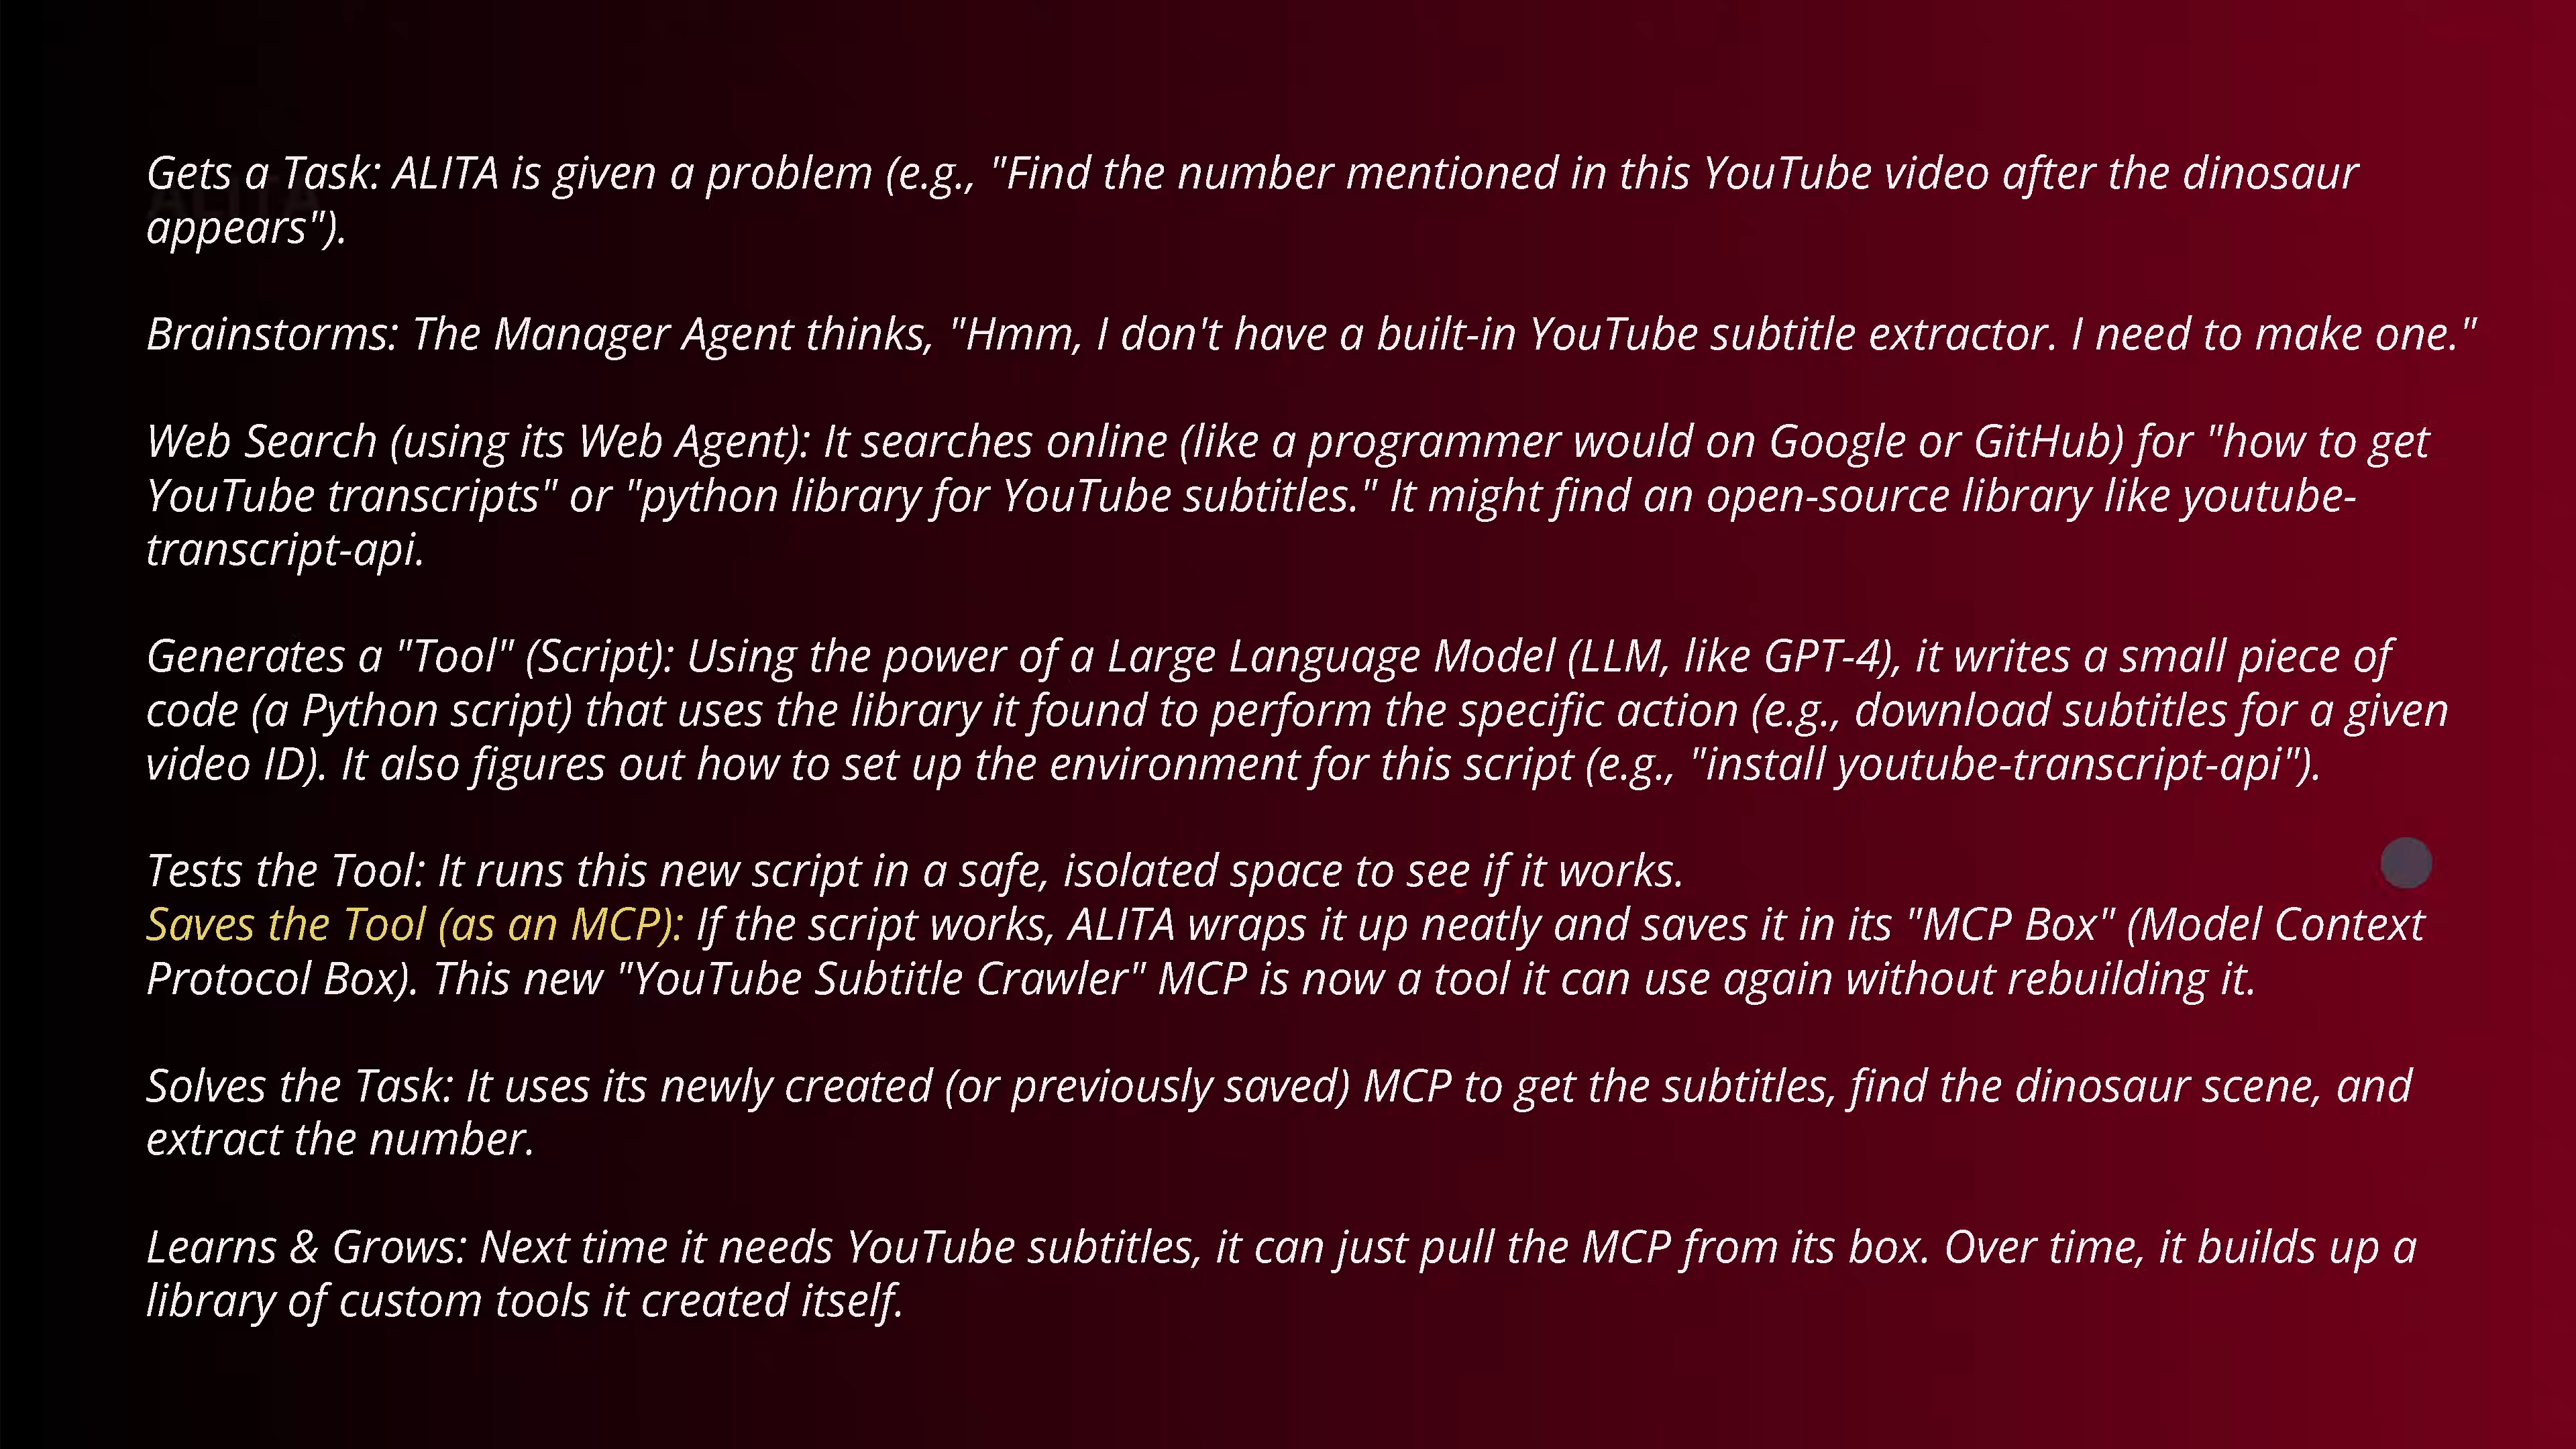 Gets a Task: ALITA is given a problem (e.g., "Find the number mentioned in this YouTube video after the dinosaur
appears").
Brainstorms: The Manager Agent thinks, "Hmm, I don't have a built-in YouTube subtitle extractor. I need to make one."
Web Search (using its Web Agent): It searches online (like a programmer would on Google or GitHub) for "how to get
YouTube transcripts" or "python library for YouTube subtitles." It might find an open-source library like youtube-
transcript-api.
Generates a "Tool" (Script): Using the power of a Large Language Model (LLM, like GPT-4), it writes a small piece of
code (a Python script) that uses the library it found to perform the specific action (e.g., download subtitles for a given
video ID). It also figures out how to set up the environment for this script (e.g., "install youtube-transcript-api").
Tests the Tool: It runs this new script in a safe, isolated space to see if it works.
Saves the Tool (as an MCP): If the script works, ALITA wraps it up neatly and saves it in its "MCP Box" (Model Context
Protocol Box). This new "YouTube Subtitle Crawler" MCP is now a tool it can use again without rebuilding it.
Solves the Task: It uses its newly created (or previously saved) MCP to get the subtitles, find the dinosaur scene, and
extract the number.
Learns & Grows: Next time it needs YouTube subtitles, it can just pull the MCP from its box. Over time, it builds up a
library of custom tools it created itself.